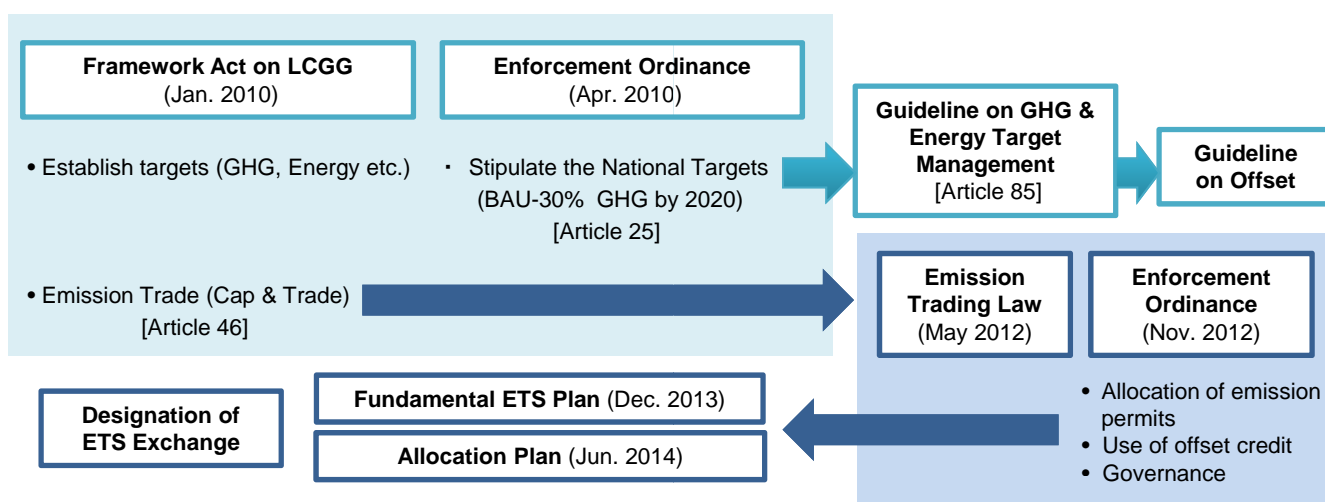 Framework Act on LCGG
(Jan. 2010)
Enforcement Ordinance
(Apr. 2010)
• Establish targets (GHG, Energy etc.)
・ Stipulate the National Targets
(BAU-30% GHG by 2020)
[Article 25]
Guideline on GHG &
Energy Target
Management
[Article 85]
Guideline
on Offset
• Emission Trade (Cap & Trade)
[Article 46]
Emission
Trading Law
(May 2012)
Enforcement
Ordinance
(Nov. 2012)
• Allocation of emission
permits
• Use of offset credit
• Governance
Fundamental ETS Plan (Dec. 2013)
Allocation Plan (Jun. 2014)
Designation of
ETS Exchange